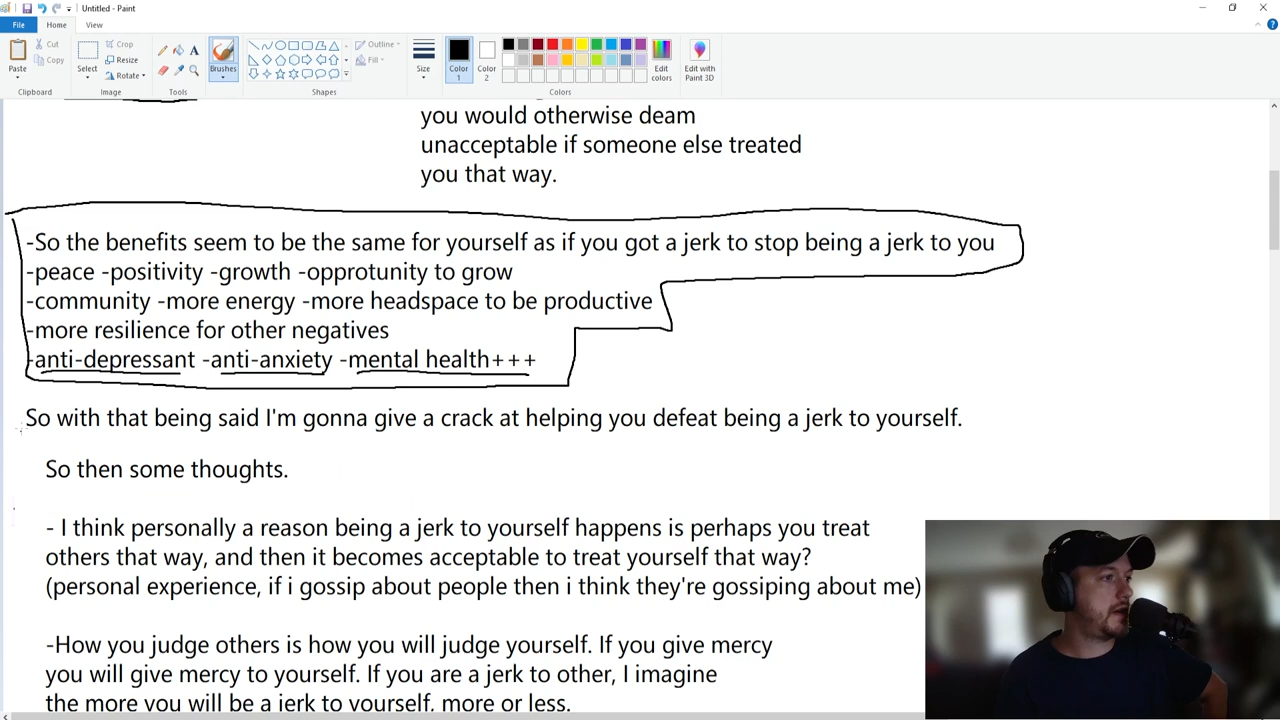 Untitled - Paint
File
Home
View
Paste
Cut
Copy
Clipboard
Select
Crop
Resize
Rotate
Image
A
Tools
Brushes
Outline
Fill
Shapes
Size
Color
1
Color
2
Edit
colors
Edit with
Paint 3D
Colors
you would otherwise deam
unacceptable if someone else treated
you that way.
-So the benefits seem to be the same for yourself as if you got a jerk to stop being a jerk to you
-peace -positivity -growth -opprotunity to grow
-community -more energy -more headspace to be productive
-more resilience for other negatives
-anti-depressant -anti-anxiety -mental health+++
So with that being said I'm gonna give a crack at helping you defeat being a jerk to yourself.
So then some thoughts.
- I think personally a reason being a jerk to yourself happens is perhaps you treat
others that way, and then it becomes acceptable to treat yourself that way?
(personal experience, if i gossip about people then i think they're gossiping about me)
-How you judge others is how you will judge yourself. If you give mercy
you will give mercy to yourself. If you are a jerk to other, I imagine
the more you will be a jerk to yourself, more or less.